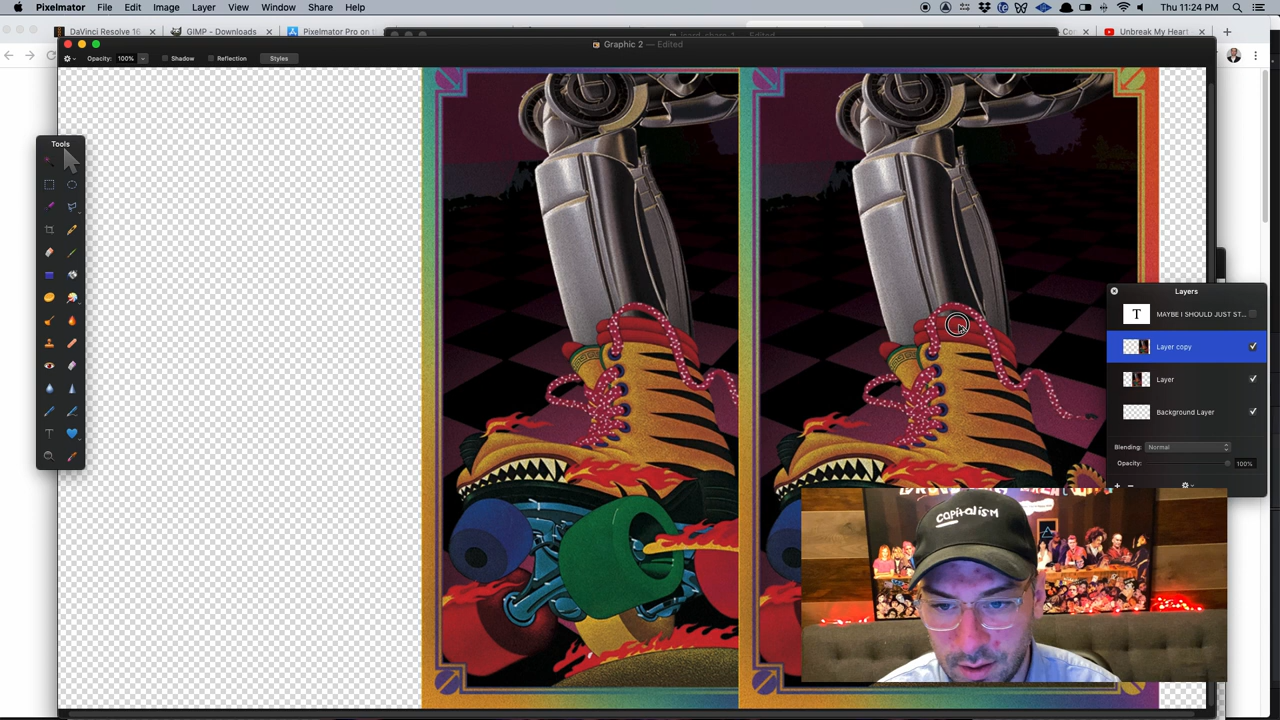 Pixelmator File Edit Image Layer View Window Share Help
Thu 11:24 PM
DaVinci Resolve 16
GIMP - Downloads
Pixelmator Pro on
Unbreak My Heart
Graphic 2 — Edited
Opacity: 100%
Shadow
Reflection
Styles
Tools
Layers
T MAYBE I SHOULD JUST ST...
Layer copy
Layer
Background Layer
Blending: Normal
Opacity: 100%
T
capitalism